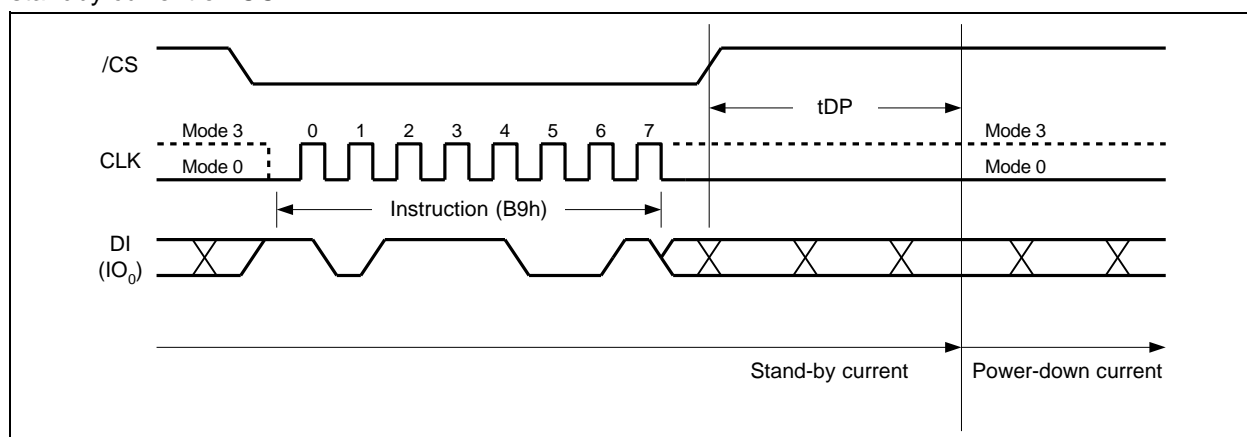 /CS
tDP
Mode 3
0 1 2 3 4 5 6 7
Mode 3
CLK
Mode 0
Mode 0
Instruction (B9h)
DI
(IO0)
Stand-by current
Power-down current